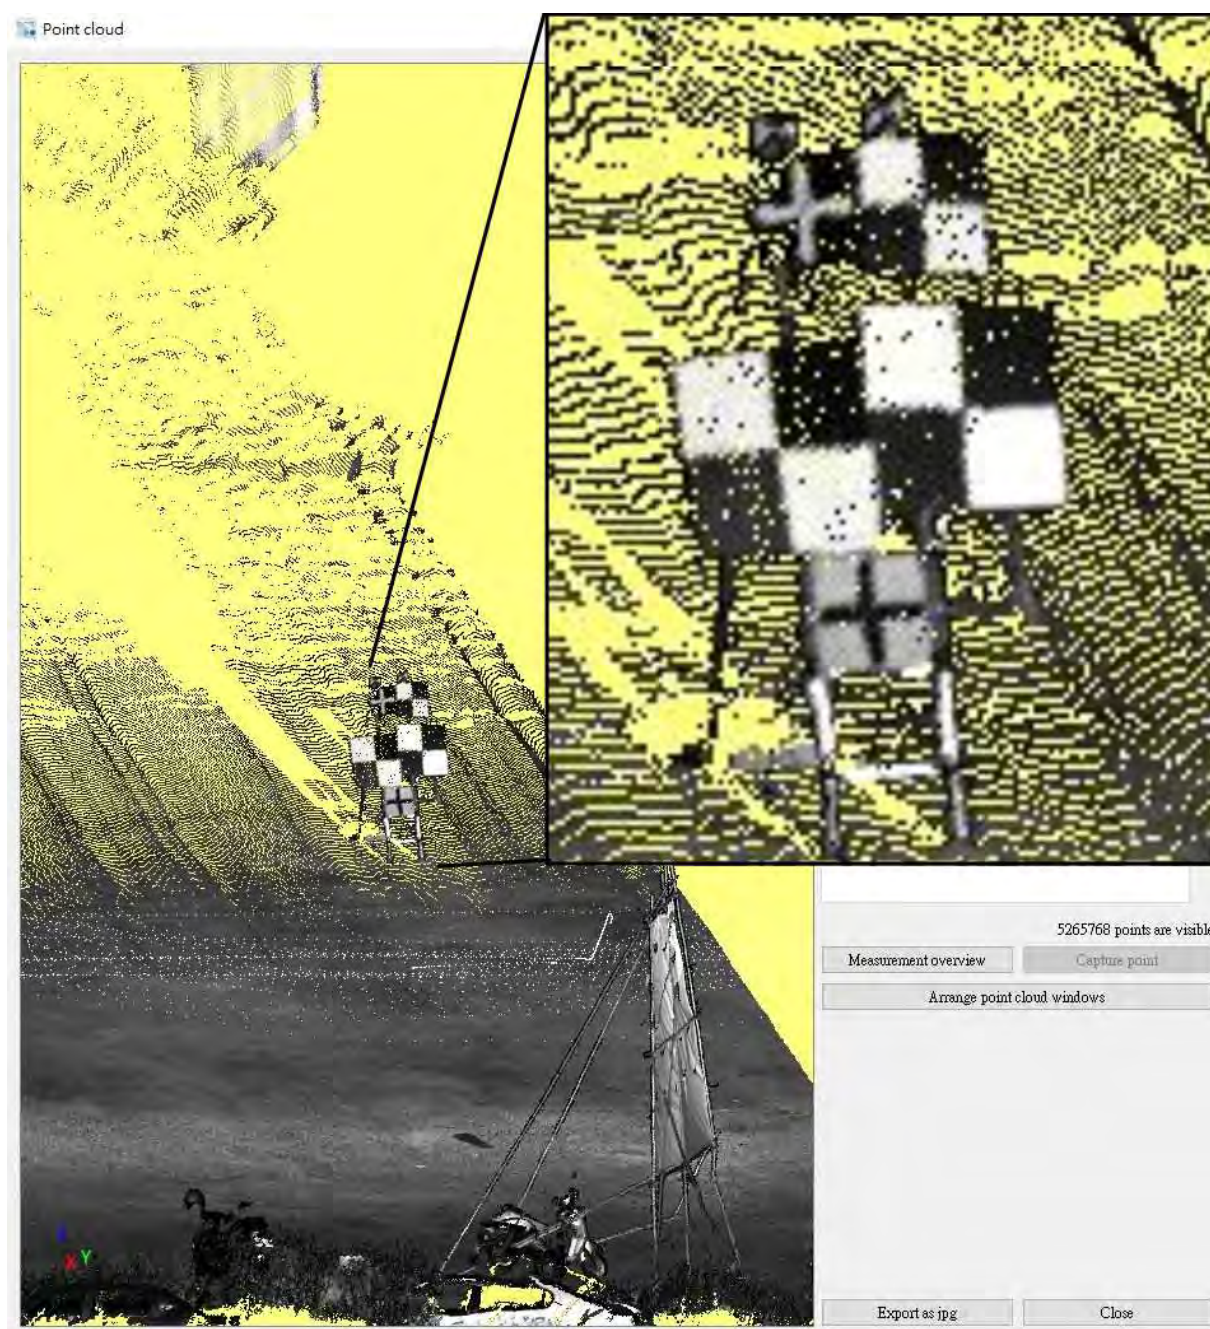 Point cloud
5265768 points are visible
Measurement overview
Capture point
Arrange point cloud windows
X Y
Export as jpg
Close